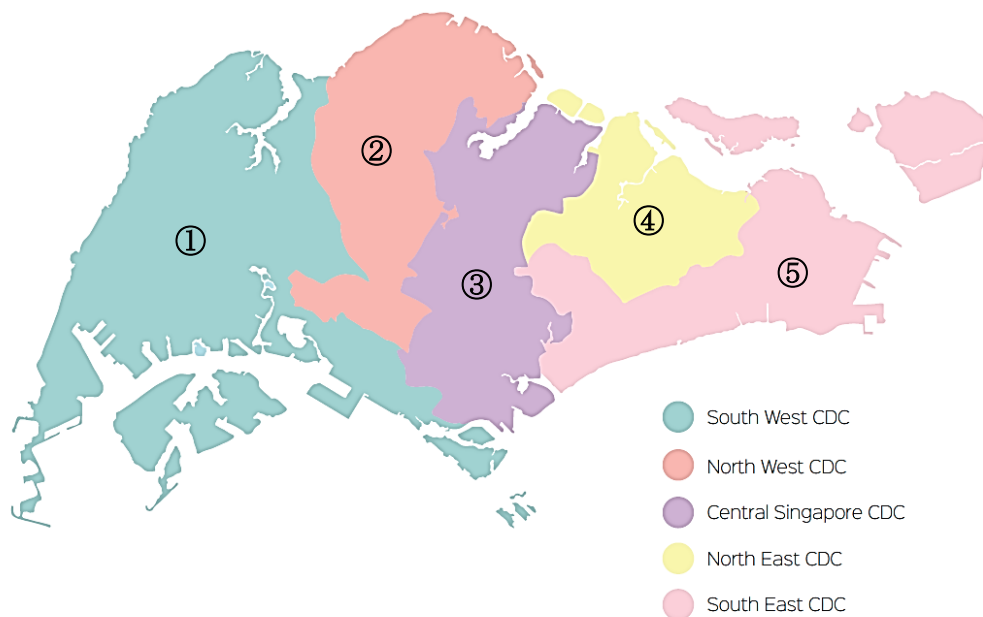 ①
②
③
④
⑤
South West CDC
North West CDC
Central Singapore CDC
North East CDC
South East CDC